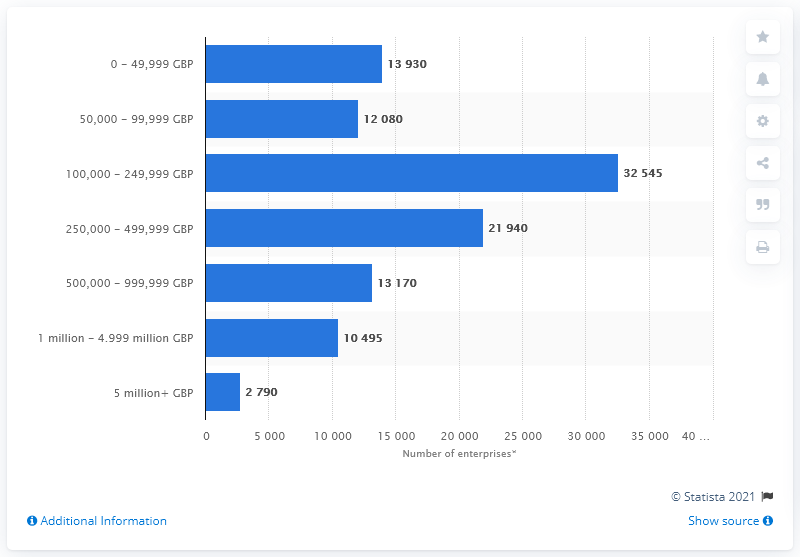 0 – 49,999 GBP 13 930
50,000 – 99,999 GBP 12 080
100,000 – 249,999 GBP 32 545
250,000 – 499,999 GBP 21 940
500,000 – 999,999 GBP 13 170
1 million – 4.999 million GBP 10 495
5 million+ GBP 2 790
0 5 000 10 000 15 000 20 000 25 000 30 000 35 000 40 ...
Number of enterprises*
© Statista 2021
Additional Information Show source